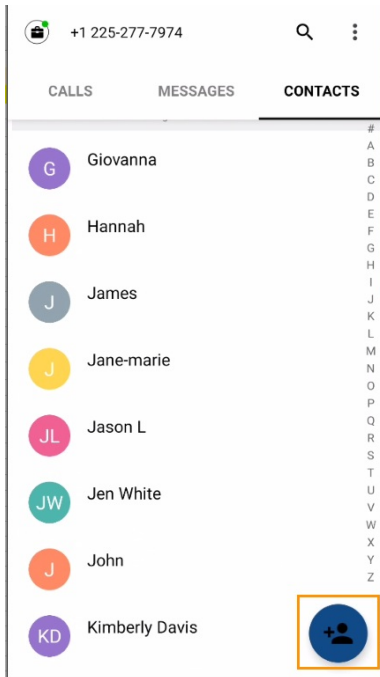 +1 225-277-7974
CALLS MESSAGES CONTACTS
G Giovanna
H Hannah
J James
J Jane-marie
JL Jason L
JW Jen White
J John
KD Kimberly Davis
#
A
B
C
D
E
F
G
H
I
J
K
L
M
N
O
P
Q
R
S
T
U
V
W
X
Y
Z